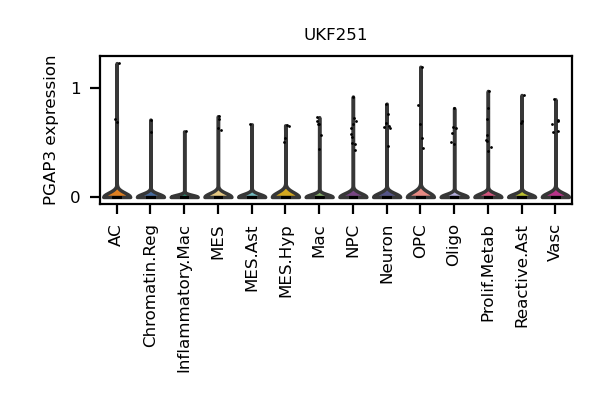 UKF251
PGAP3 expression
1
0
AC
Chromatin.Reg
Inflammatory.Mac
MES
MES.Ast
MES.Hyp
Mac
NPC
Neuron
OPC
Oligo
Prolif.Metab
Reactive.Ast
Vasc